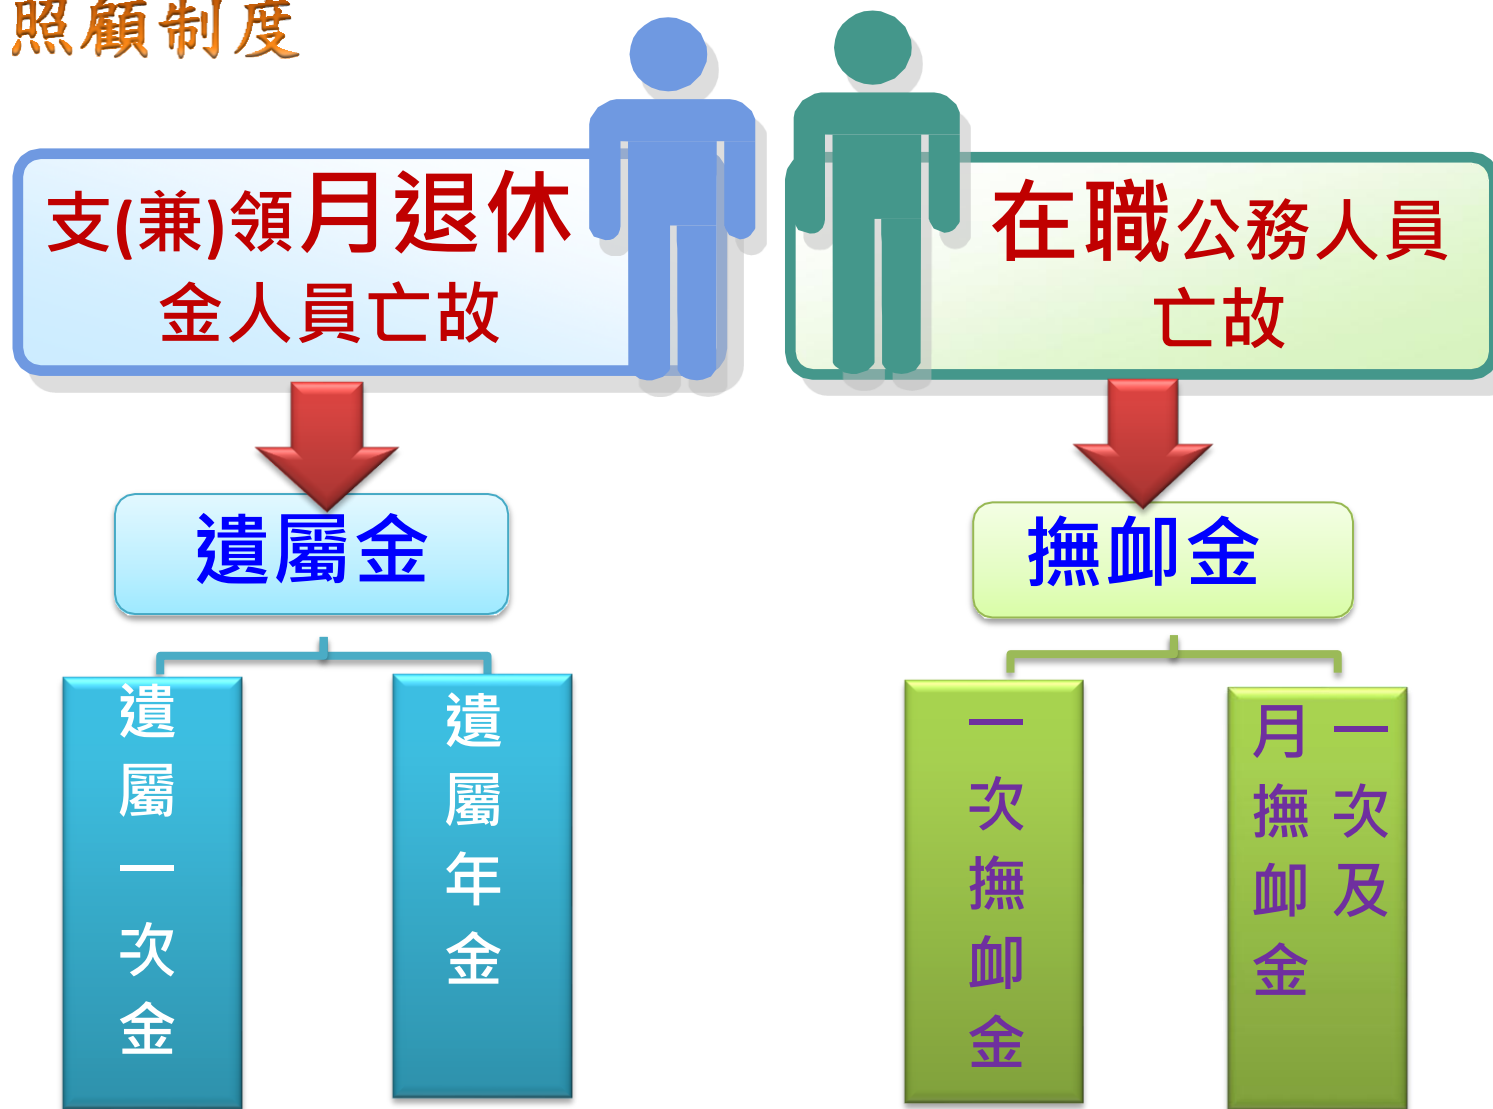 照顧制度
支(兼)領月退休
金人員亡故
在職公務人員
亡故
遺屬金
撫卹金
遺屬一次金
遺屬年金
一次撫卹金
一次及
月撫卹金